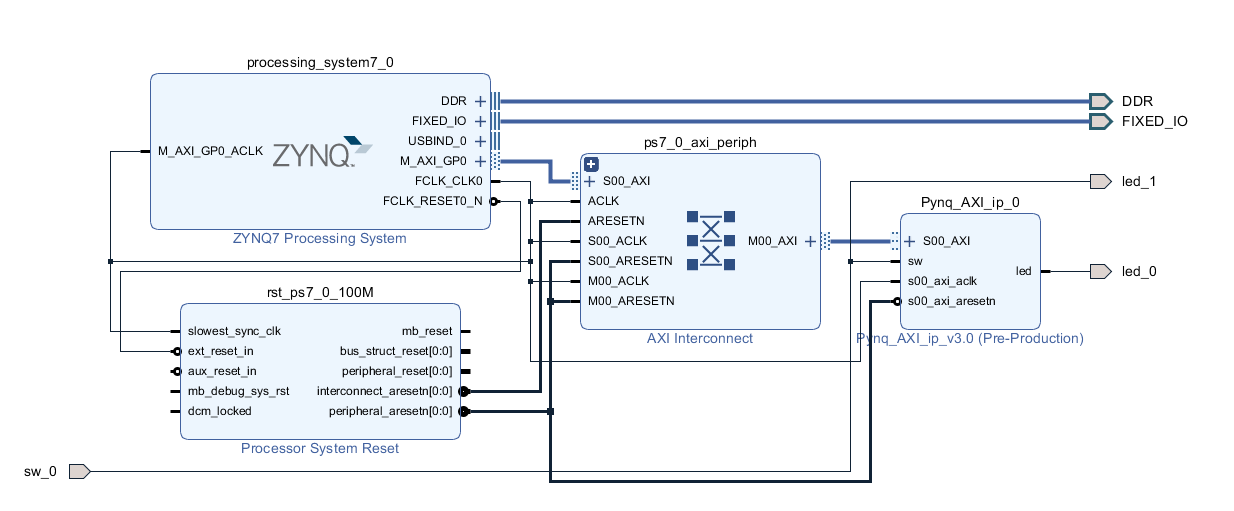 processing_system7_0
DDR
FIXED_IO
USBIND_0
M_AXI_GP0_ACLK
ZYNQ
M_AXI_GP0
FCLK_CLK0
FCLK_RESET0_N
ZYNQ7 Processing System
DDR
FIXED_IO
ps7_0_axi_periph
S00_AXI
ACLK
ARESETN
S00_ACLK
M00_AXI
S00_ARESETN
M00_ACLK
M00_ARESETN
AXI Interconnect
led_1
Pynq_AXI_ip_0
S00_AXI
sw
led
s00_axi_aclk
s00_axi_aresetn
Pynq_AXI_ip_v3.0 (Pre-Production)
led_0
rst_ps7_0_100M
slowest_sync_clk
mb_reset
ext_reset_in
bus_struct_reset[0:0]
aux_reset_in
peripheral_reset[0:0]
mb_debug_sys_rst
interconnect_aresetn[0:0]
dcm_locked
peripheral_aresetn[0:0]
Processor System Reset
sw_0